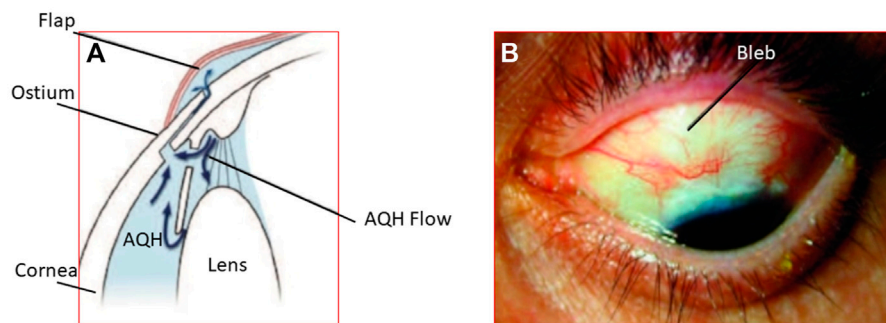 Flap
A
Ostium
AQH Flow
AQH
Lens
Cornea
B
Bleb